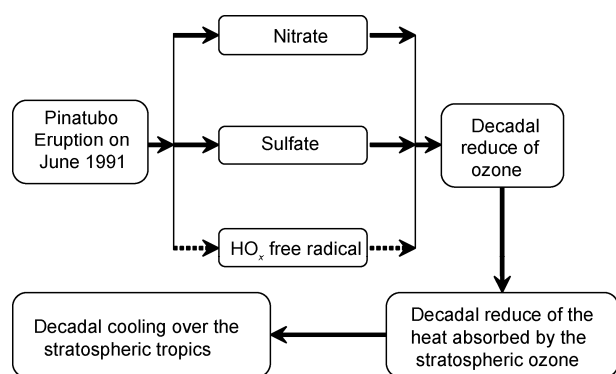 Nitrate
Pinatubo
Eruption on
June 1991
Sulfate
Decadal
reduce of
ozone
HOx free radical
Decadal cooling over the
stratospheric tropics
Decadal reduce of the
heat absorbed by the
stratospheric ozone